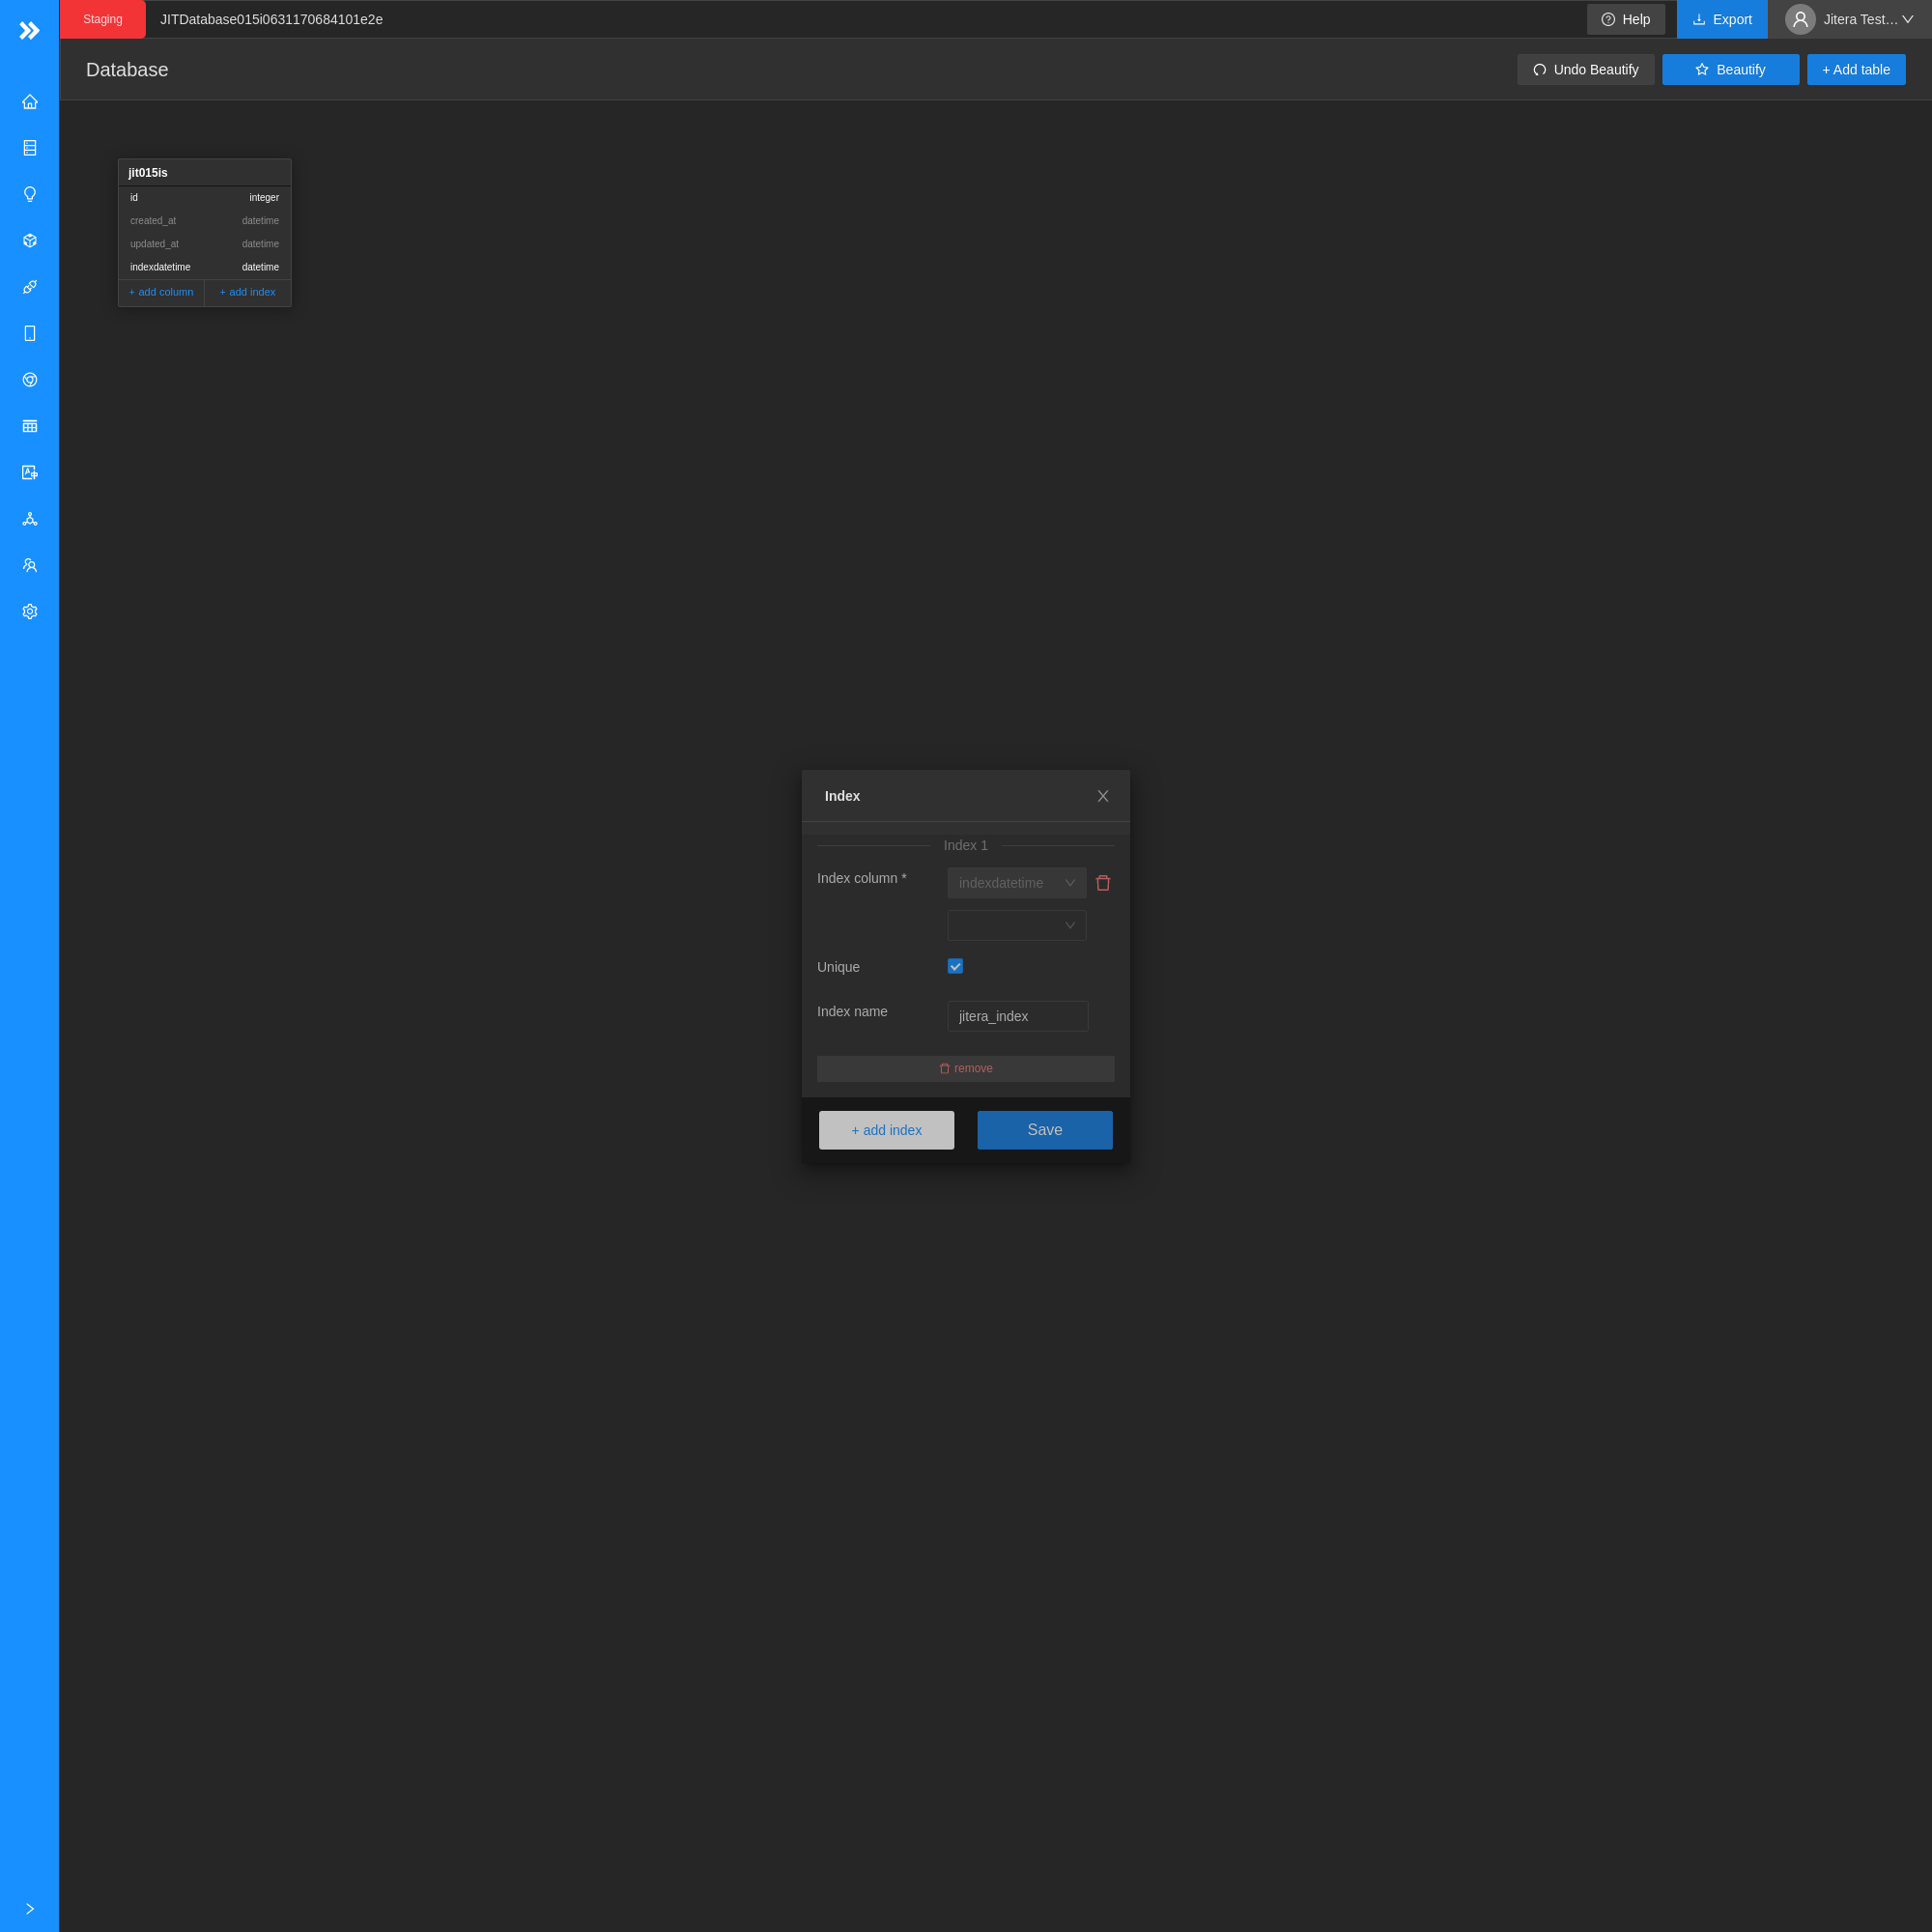 Staging
JITDatabase015i0631170684101e2e
Help
Export
Jitera Test...
Database
Undo Beautify
Beautify
+ Add table
jit015is
id integer
created_at datetime
updated_at datetime
indexdatetime datetime
+ add column
+ add index
Index
Index 1
Index column *
indexdatetime
Unique
Index name
jitera_index
remove
+ add index
Save